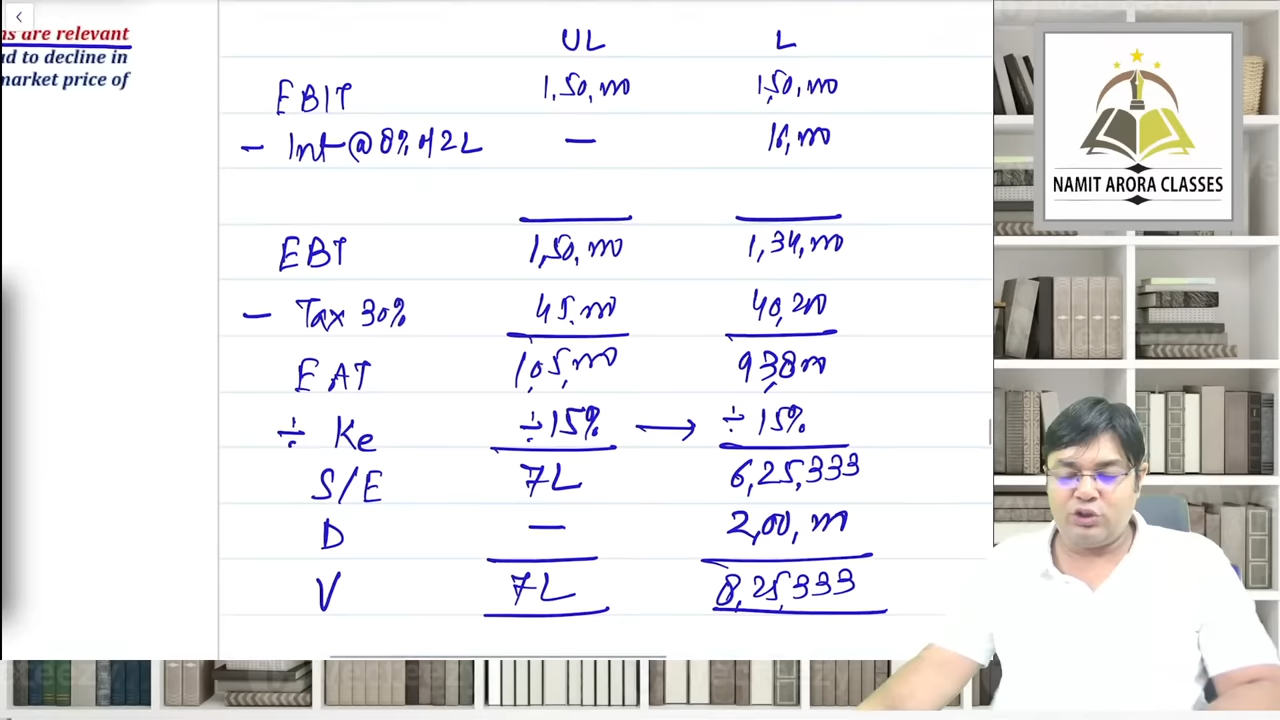 ns are relevant
ad to decline in
market price of
UL L
EBIT 1,50,000 1,50,000
- Int @ 8% of 2L — 16,000
EBT 1,50,000 1,34,000
- Tax 30% 45,000 40,200
EAT 1,05,000 93,800
÷ Ke ÷ 15% → ÷ 15%
S/E 7L 6,25,333
D — 2,00,000
V 7L 8,25,333
NAMIT ARORA CLASSES